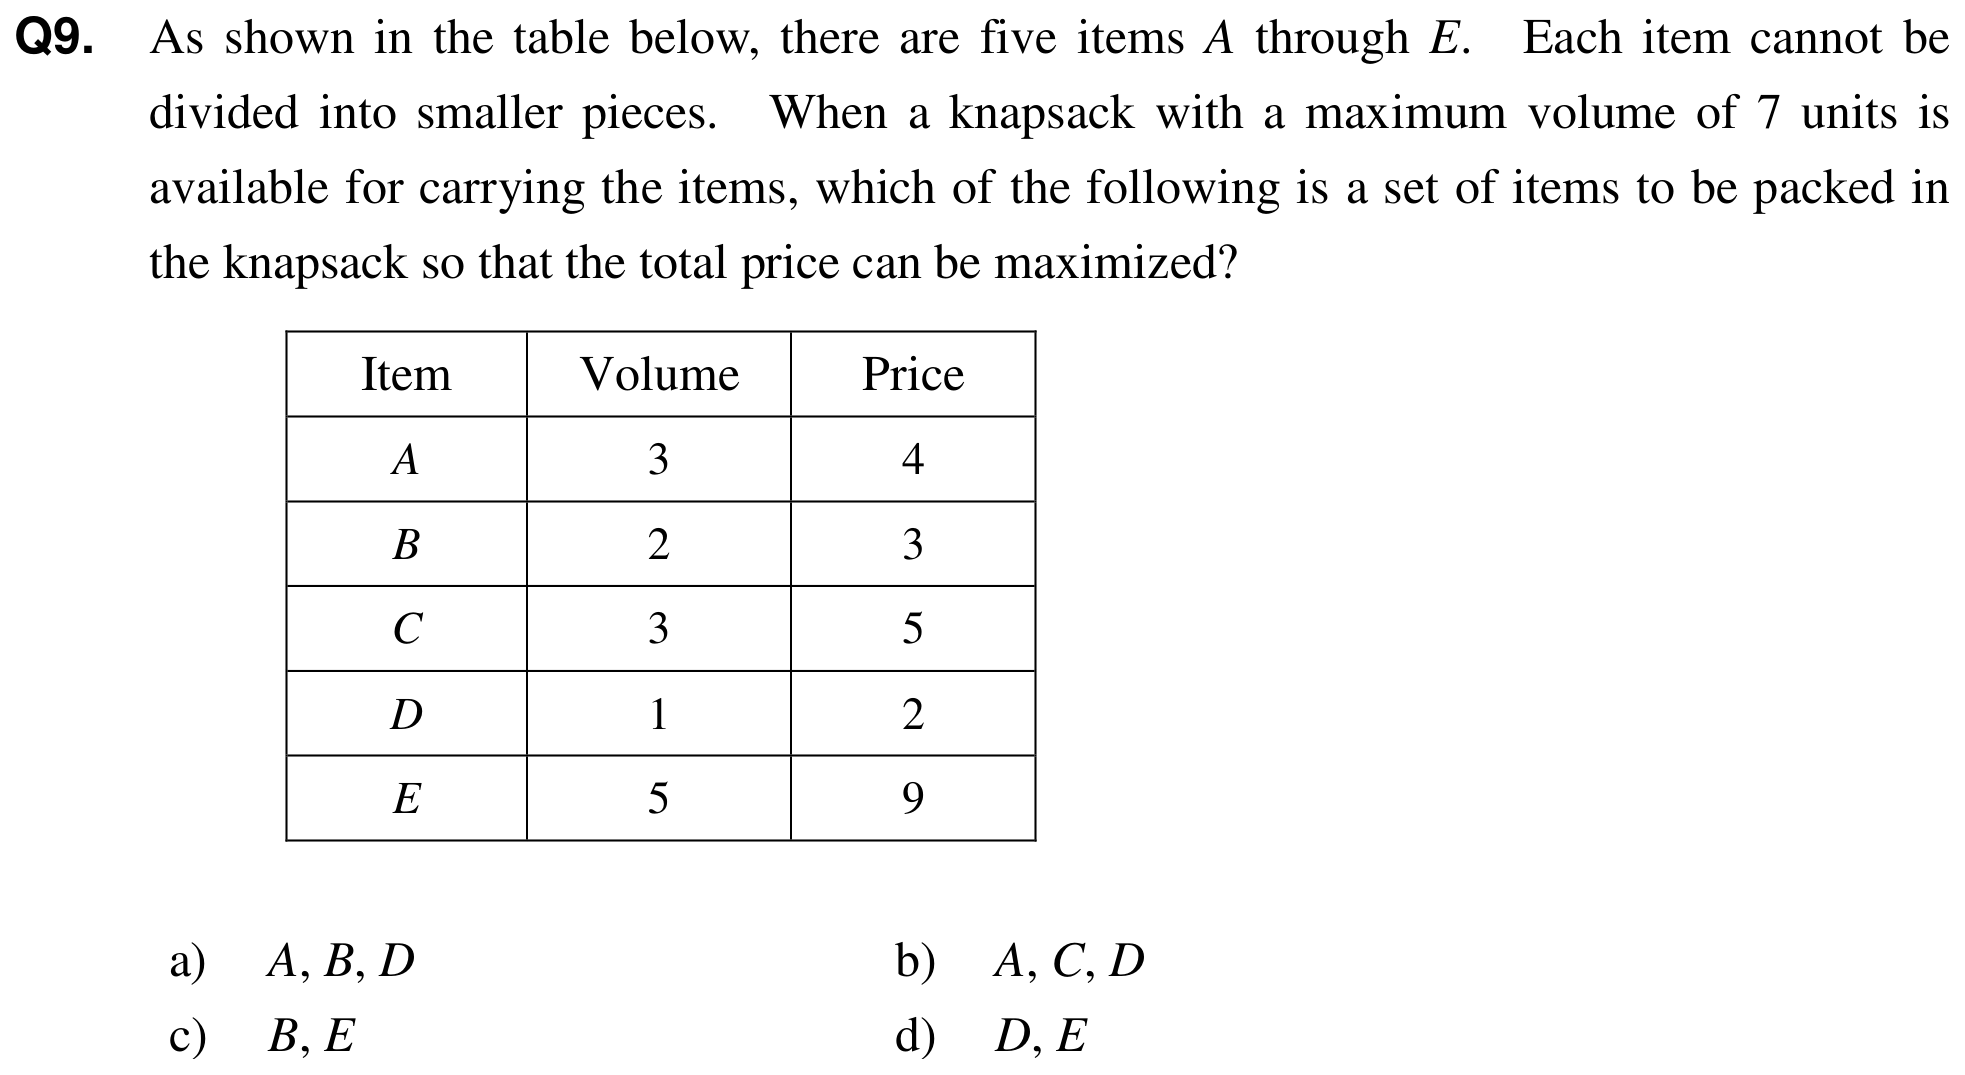 Q9. As shown in the table below, there are five items A through E. Each item cannot be
divided into smaller pieces. When a knapsack with a maximum volume of 7 units is
available for carrying the items, which of the following is a set of items to be packed in
the knapsack so that the total price can be maximized?
Item Volume Price
A 3 4
B 2 3
C 3 5
D 1 2
E 5 9
a) A, B, D b) A, C, D
c) B, E d) D, E